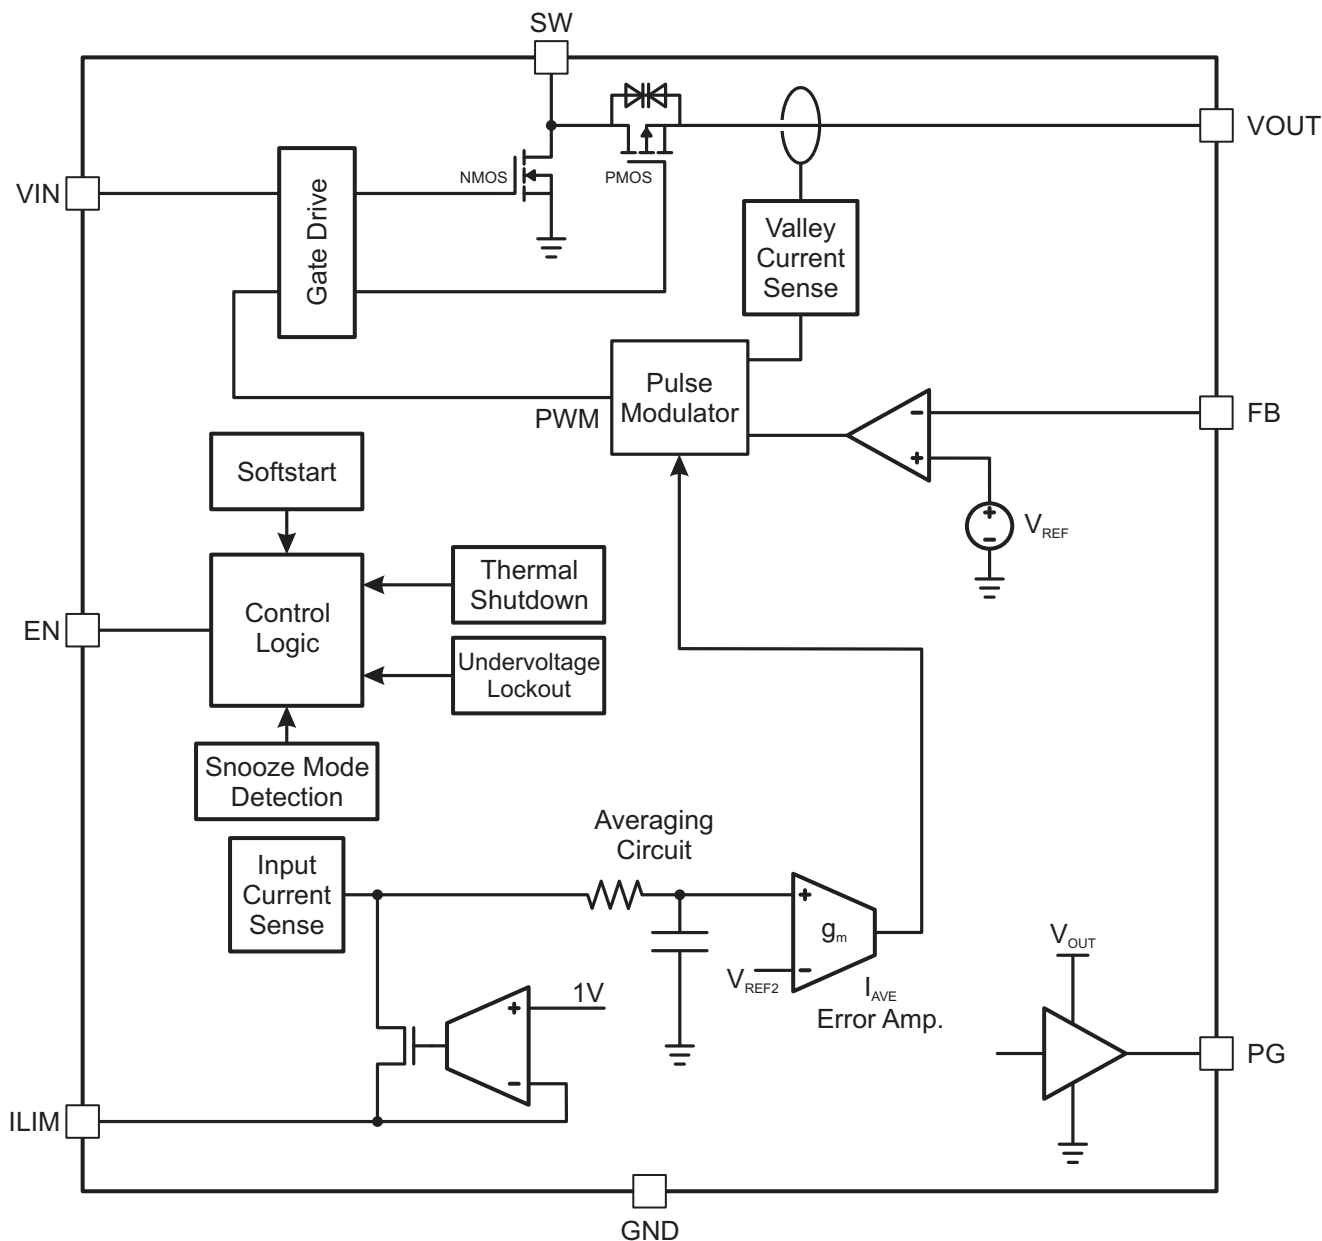 SW
VOUT
VIN
NMOS
PMOS
Gate Drive
Valley
Current
Sense
Pulse
Modulator
PWM
FB
-
+
+
-
VREF
Softstart
Thermal
Shutdown
Control
Logic
EN
Undervoltage
Lockout
Snooze Mode
Detection
Averaging
Circuit
Input
Current
Sense
+
gm
-
VREF2
IAVE
Error Amp.
1V
+
-
VOUT
PG
ILIM
GND